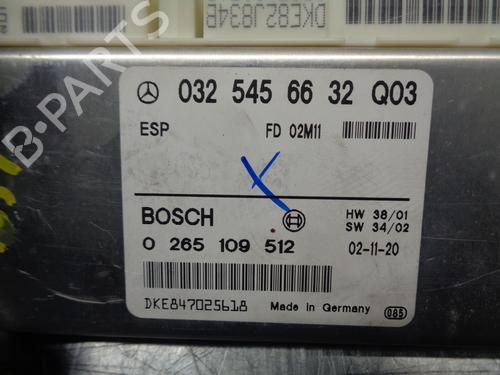 DKE82J834B
032 545 66 32 Q03
ESP FD 02M11
BOSCH HW 38/01
SW 34/02
0 265 109 512 02-11-20
DKE847025618 Made in Germany 085
B-PARTS